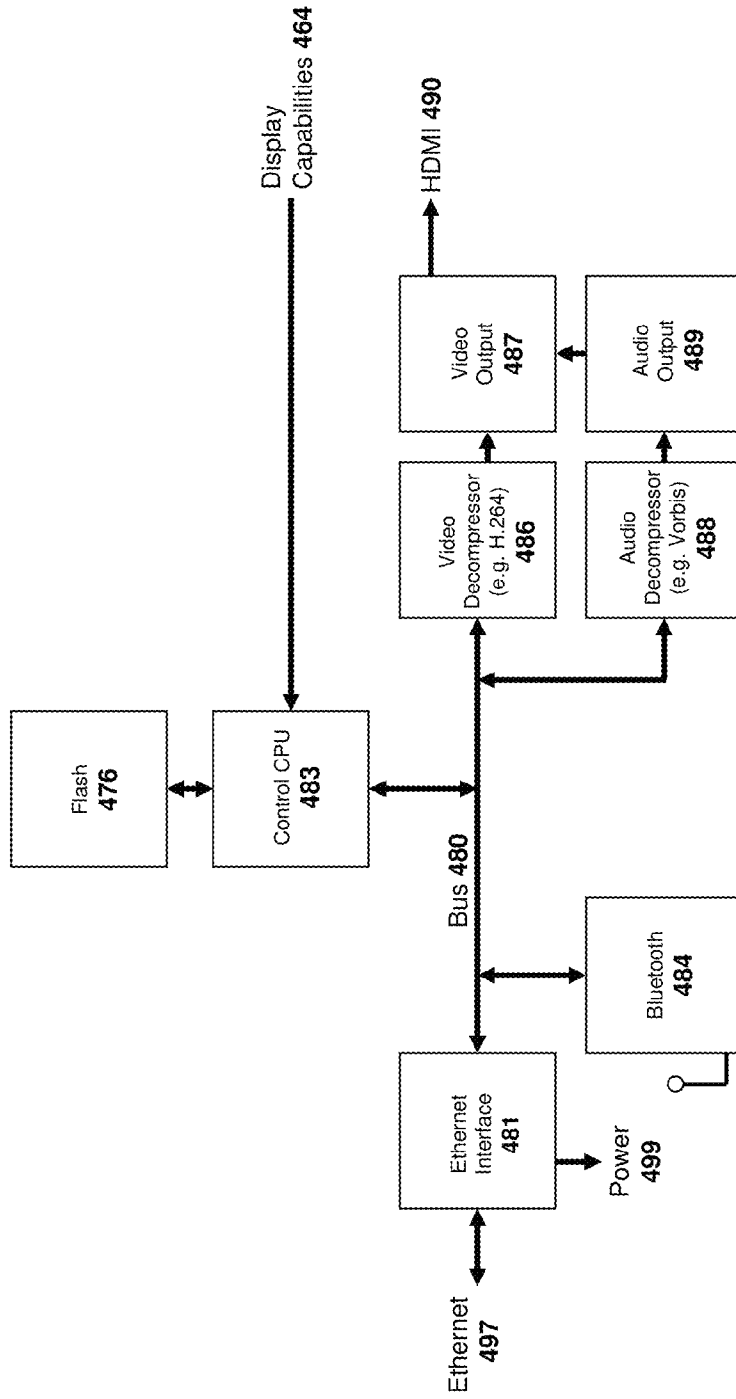 Flash
476
Control CPU
483
Display
Capabilities 464
Bus 480
Ethernet
497
Ethernet
Interface
481
Power
499
Bluetooth
484
Video
Decompressor
(e.g. H.264)
486
Video
Output
487
HDMI 490
Audio
Decompressor
(e.g. Vorbis)
488
Audio
Output
489